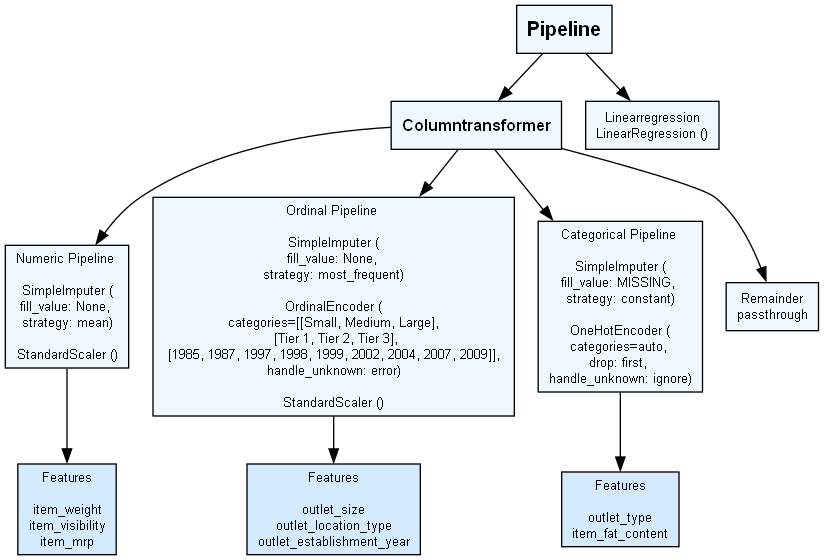 Pipeline
Columntransformer
Linearregression
LinearRegression ()
Numeric Pipeline
SimpleImputer (
fill_value: None,
strategy: mean)
StandardScaler ()
Ordinal Pipeline
SimpleImputer (
fill_value: None,
strategy: most_frequent)
OrdinalEncoder (
categories=[[Small, Medium, Large],
[Tier 1, Tier 2, Tier 3],
[1985, 1987, 1997, 1998, 1999, 2002, 2004, 2007, 2009]],
handle_unknown: error)
StandardScaler ()
Categorical Pipeline
SimpleImputer (
fill_value: MISSING,
strategy: constant)
OneHotEncoder (
categories=auto,
drop: first,
handle_unknown: ignore)
Remainder
passthrough
Features
item_weight
item_visibility
item_mrp
Features
outlet_size
outlet_location_type
outlet_establishment_year
Features
outlet_type
item_fat_content